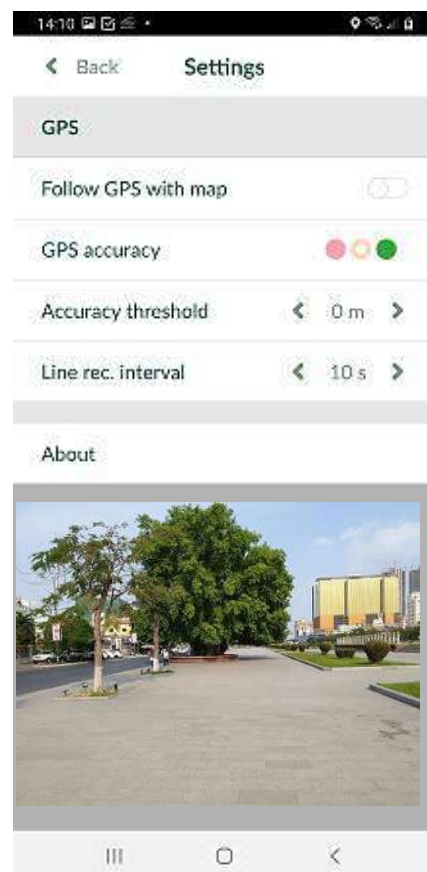 14:10
Back Settings
GPS
Follow GPS with map
GPS accuracy
Accuracy threshold 0 m
Line rec. interval 10 s
About